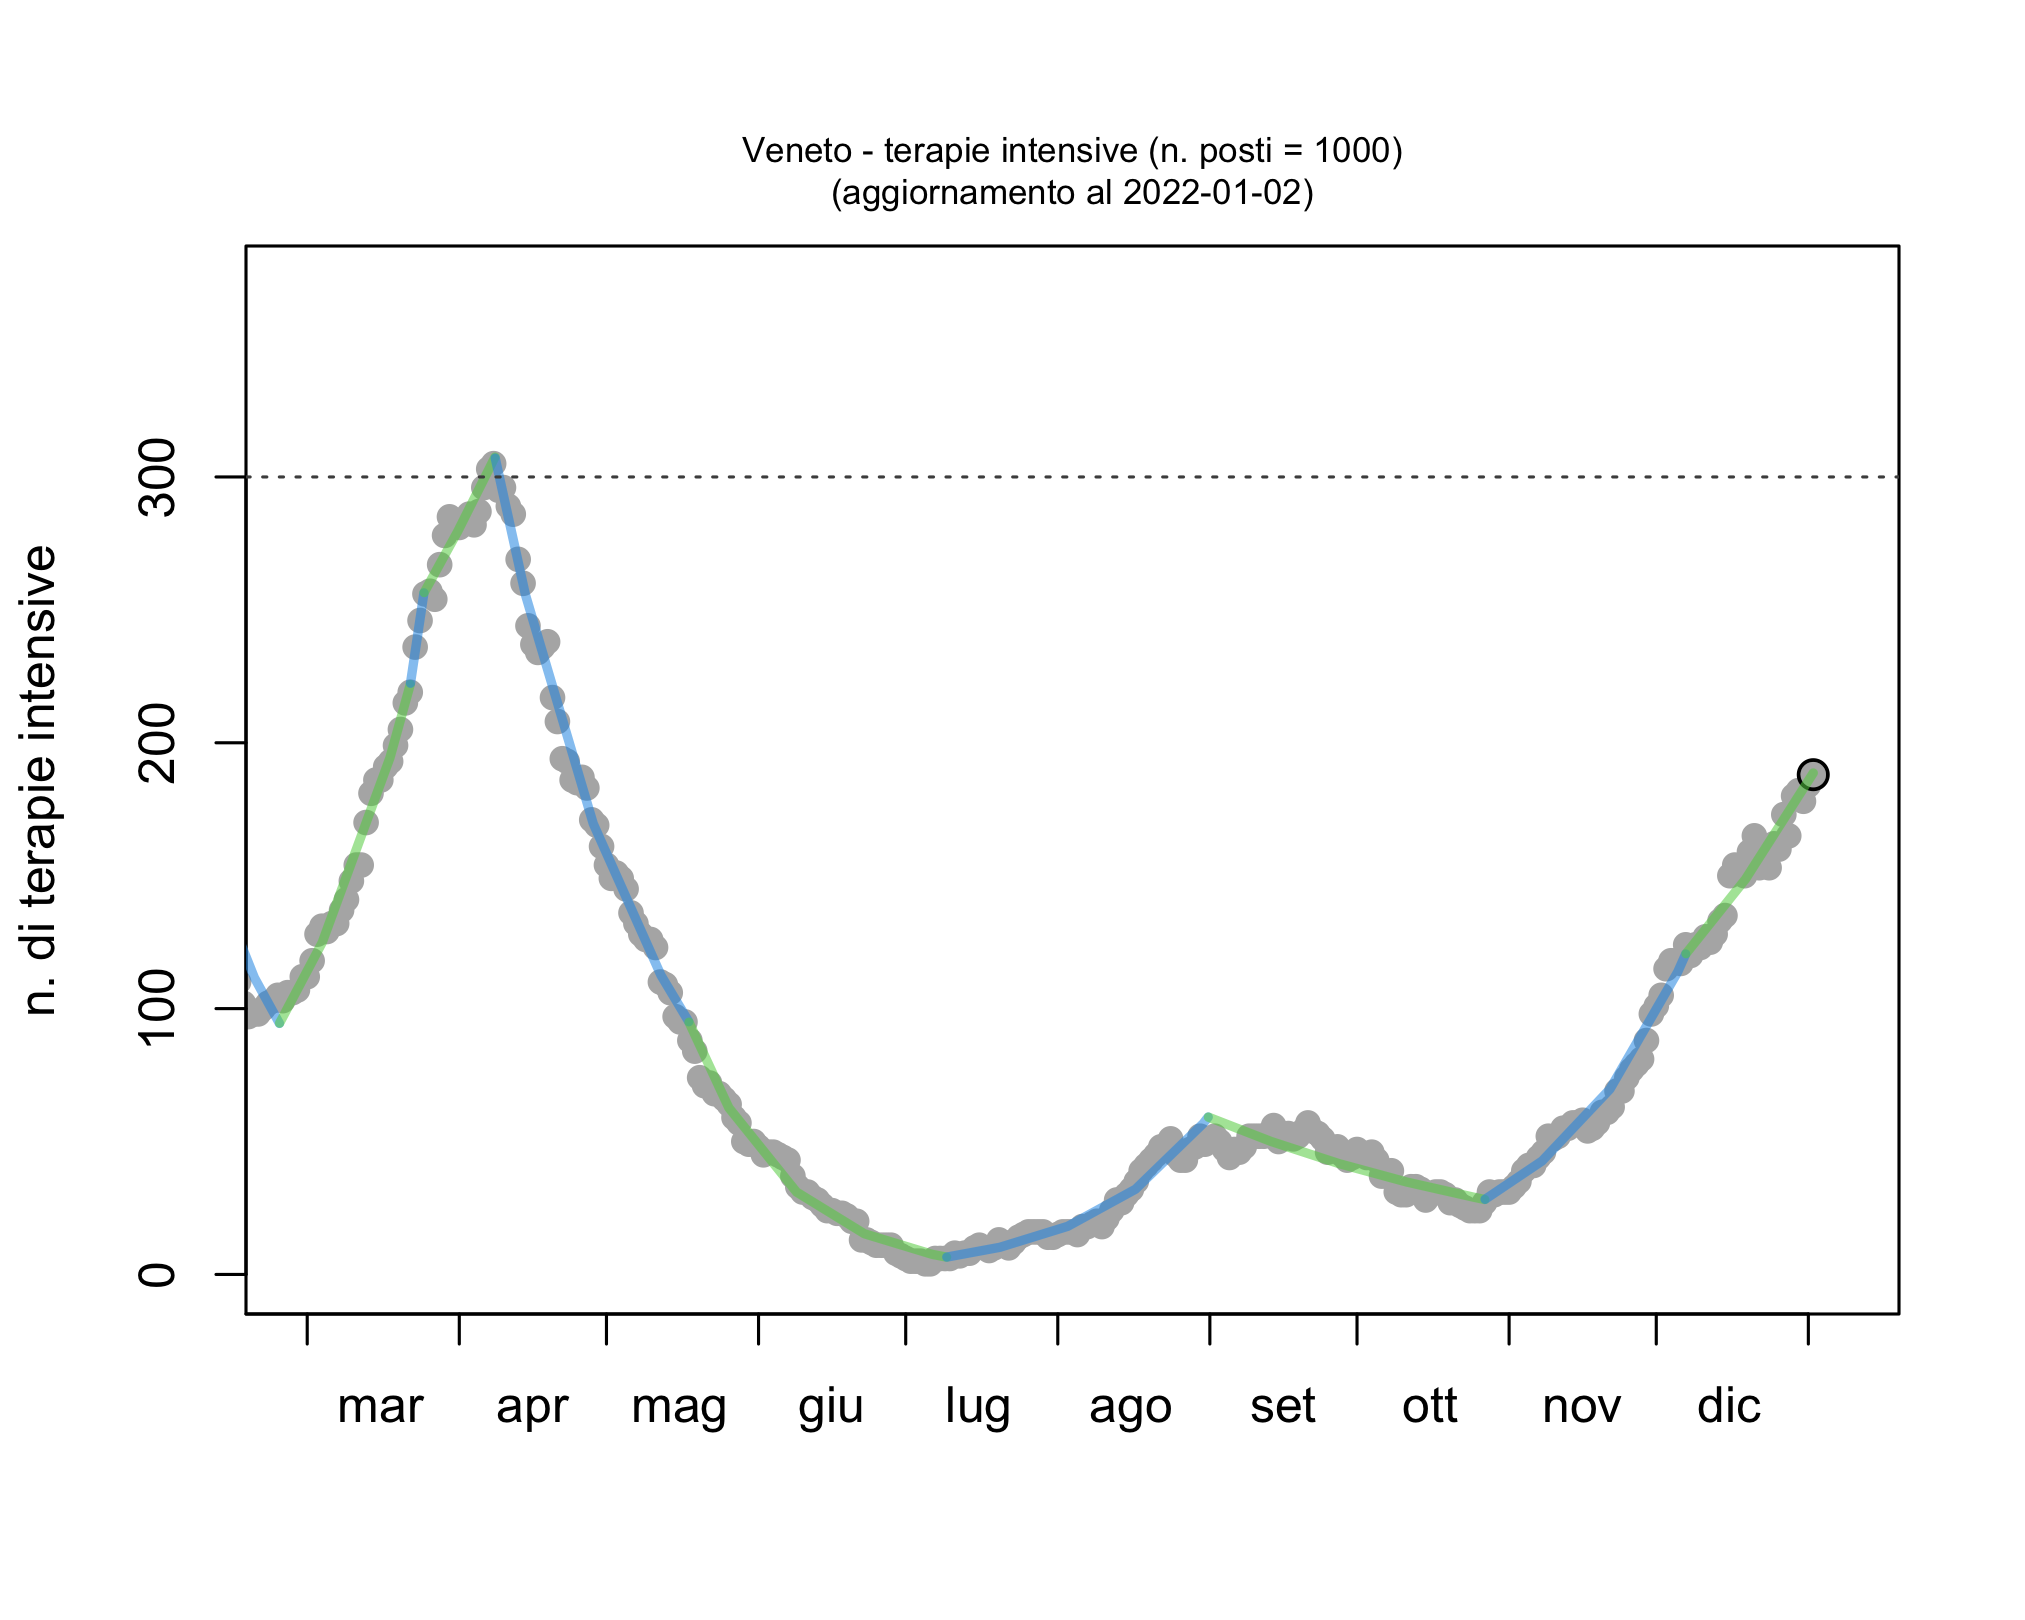 Veneto - terapie intensive (n. posti = 1000)
(aggiornamento al 2022-01-02)
n. di terapie intensive
300
200
100
0
mar apr mag giu lug ago set ott nov dic